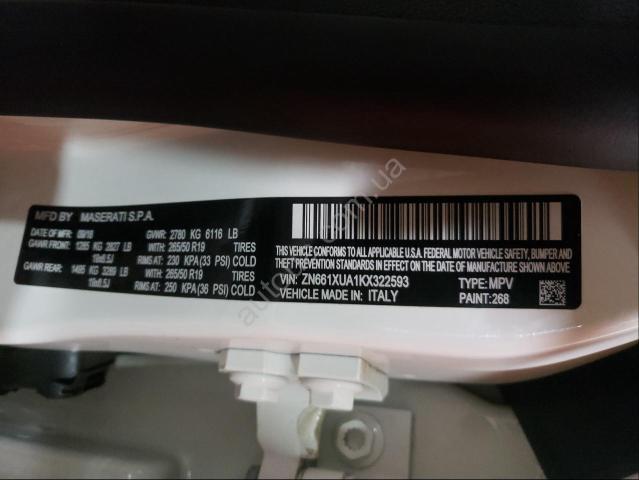 MFD BY MASERATI S.P.A.
09/18 GVWR: 2780 KG 6116 LB
GAWR FRONT: 1285 KG 2827 LB WITH: 265/50 R19 TIRES
RIMS AT: 230 KPA (33 PSI) COLD
GAWR REAR: 1495 KG 3289 LB WITH: 265/50 R19 TIRES
RIMS AT: 250 KPA (36 PSI) COLD
THIS VEHICLE CONFORMS TO ALL APPLICABLE U.S.A. FEDERAL MOTOR VEHICLE SAFETY, BUMPER AND
THEFT PREVENTION STANDARDS IN EFFECT ON THE DATE OF MANUFACTURE SHOWN ABOVE
VIN: ZN661XUA1KX322593 TYPE: MPV
VEHICLE MADE IN: ITALY PAINT: 268